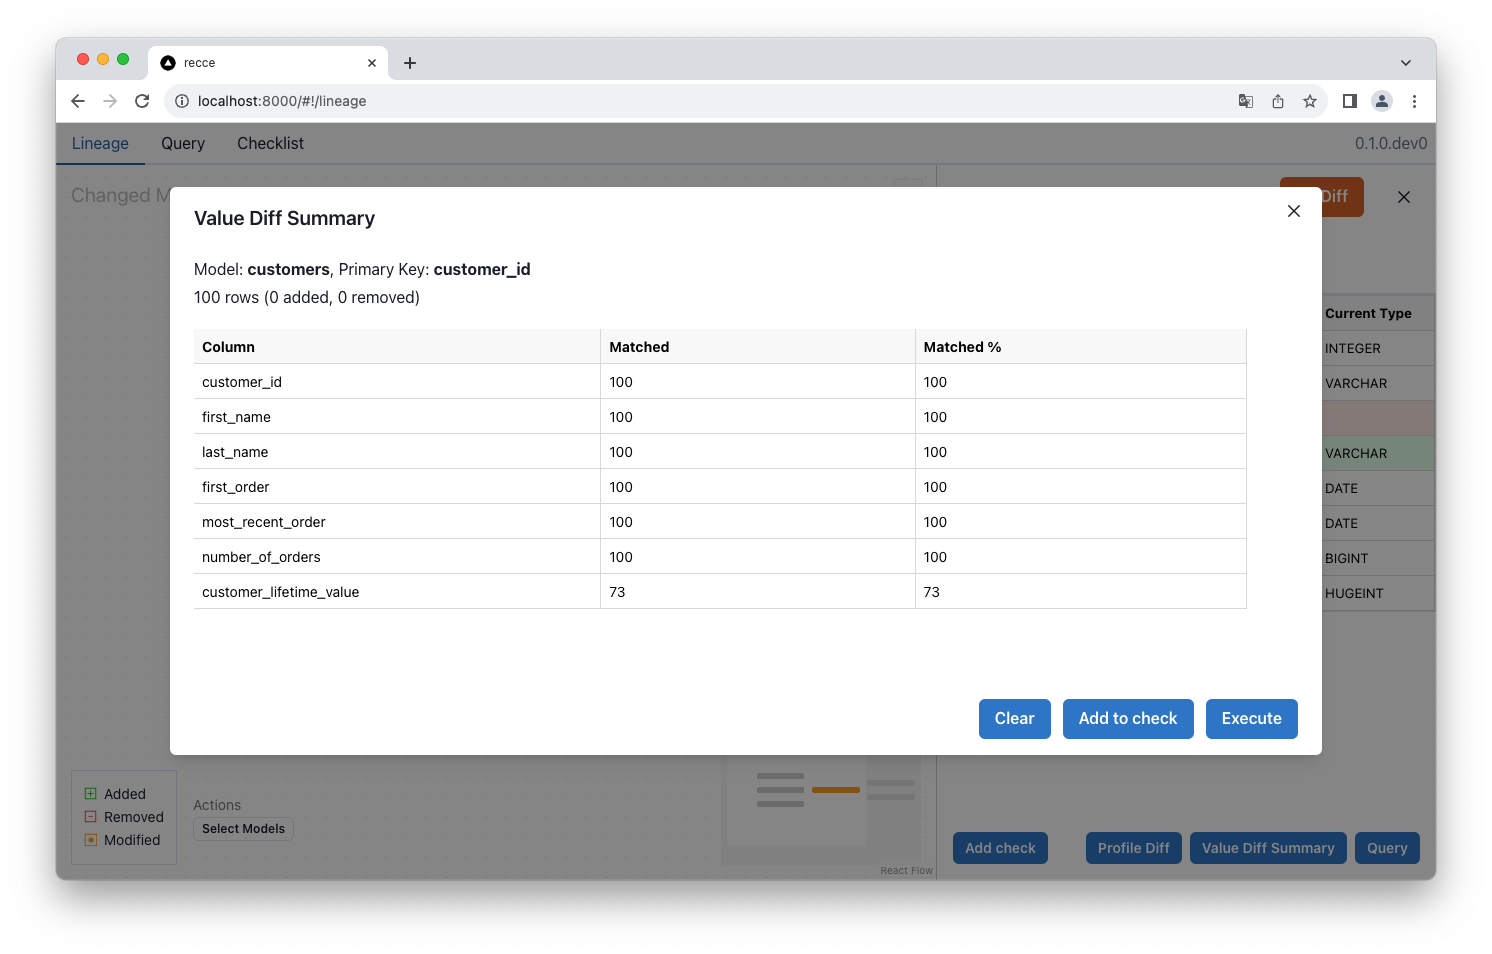 recce
localhost:8000/#!/lineage
Lineage Query Checklist 0.1.0.dev0
Changed M
Diff
Value Diff Summary
Model: customers, Primary Key: customer_id
100 rows (0 added, 0 removed)
Column Matched Matched %
customer_id 100 100
first_name 100 100
last_name 100 100
first_order 100 100
most_recent_order 100 100
number_of_orders 100 100
customer_lifetime_value 73 73
Clear Add to check Execute
Current Type
INTEGER
VARCHAR
VARCHAR
DATE
DATE
BIGINT
HUGEINT
Added
Removed
Modified
Actions
Select Models
React Flow
Add check Profile Diff Value Diff Summary Query